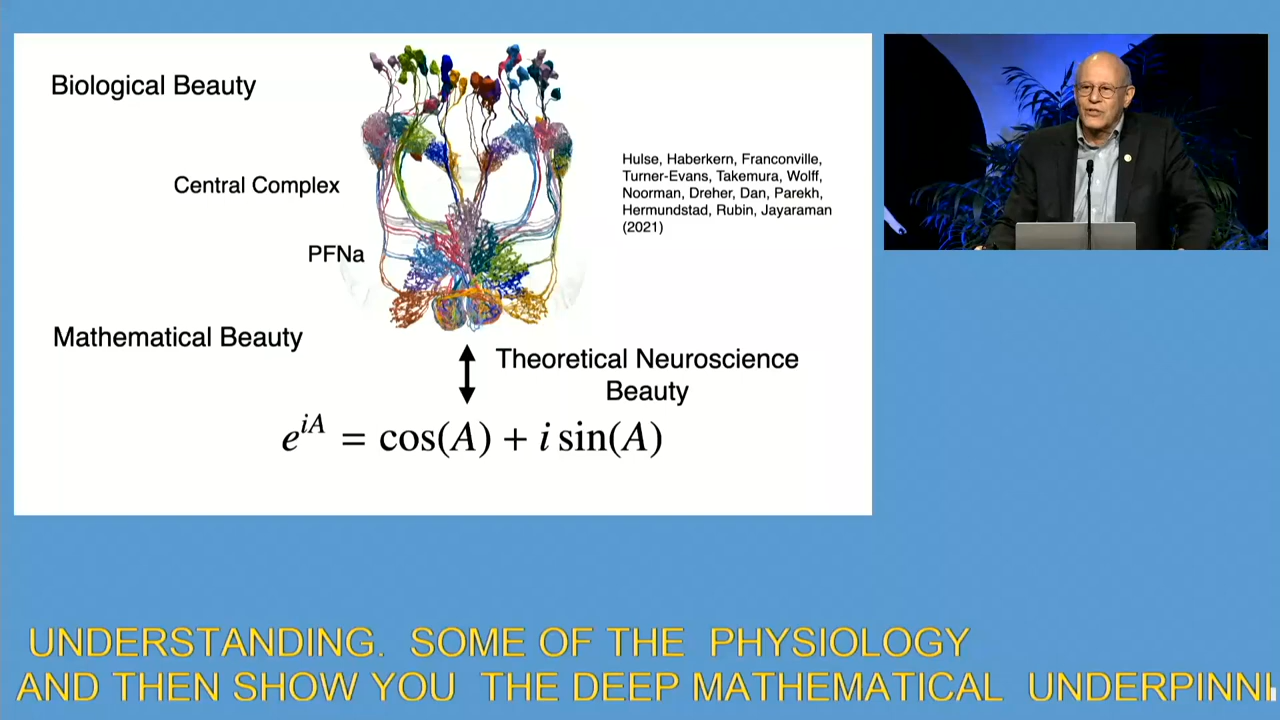 Biological Beauty
Central Complex
PFNa
Hulse, Haberkern, Franconville,
Turner-Evans, Takemura, Wolff,
Noorman, Dreher, Dan, Parekh,
Hermundstad, Rubin, Jayaraman
(2021)
Mathematical Beauty
Theoretical Neuroscience
Beauty
e^{iA} = cos(A) + i sin(A)
UNDERSTANDING. SOME OF THE PHYSIOLOGY
AND THEN SHOW YOU THE DEEP MATHEMATICAL UNDERPINNI